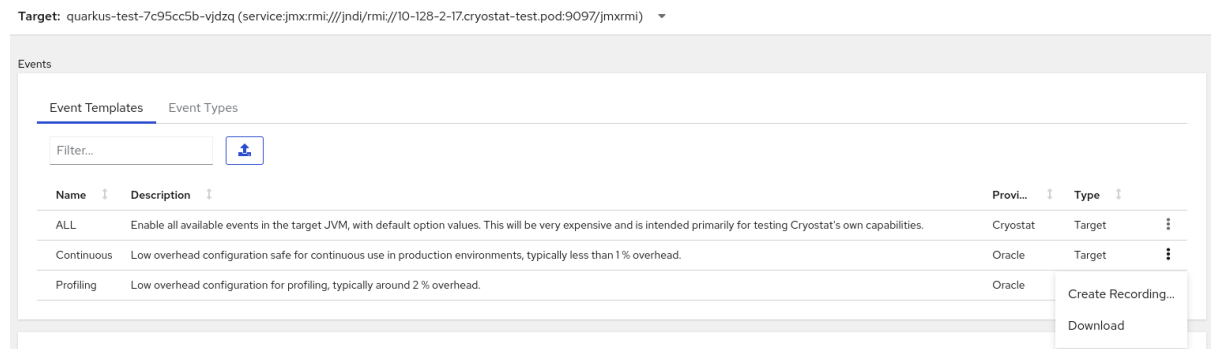 Target: quarkus-test-7c95cc5b-vjdzq (service:jmx:rmi:///jndi/rmi://10-128-2-17.cryostat-test.pod:9097/jmxrmi)
Events
Event Templates Event Types
Filter...
Name Description Provi... Type
ALL Enable all available events in the target JVM, with default option values. This will be very expensive and is intended primarily for testing Cryostat's own capabilities. Cryostat Target
Continuous Low overhead configuration safe for continuous use in production environments, typically less than 1 % overhead. Oracle Target
Profiling Low overhead configuration for profiling, typically around 2 % overhead. Oracle
Create Recording...
Download